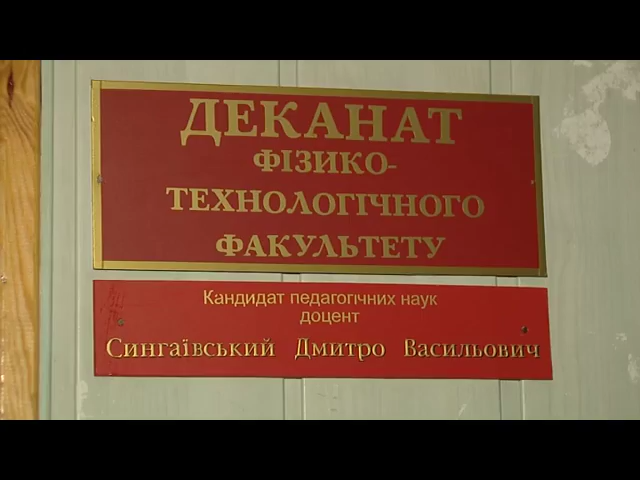 ДЕКАНАТ
ФІЗИКО-
ТЕХНОЛОГІЧНОГО
ФАКУЛЬТЕТУ
Кандидат педагогічних наук
доцент
Сингаївський Дмитро Васильович